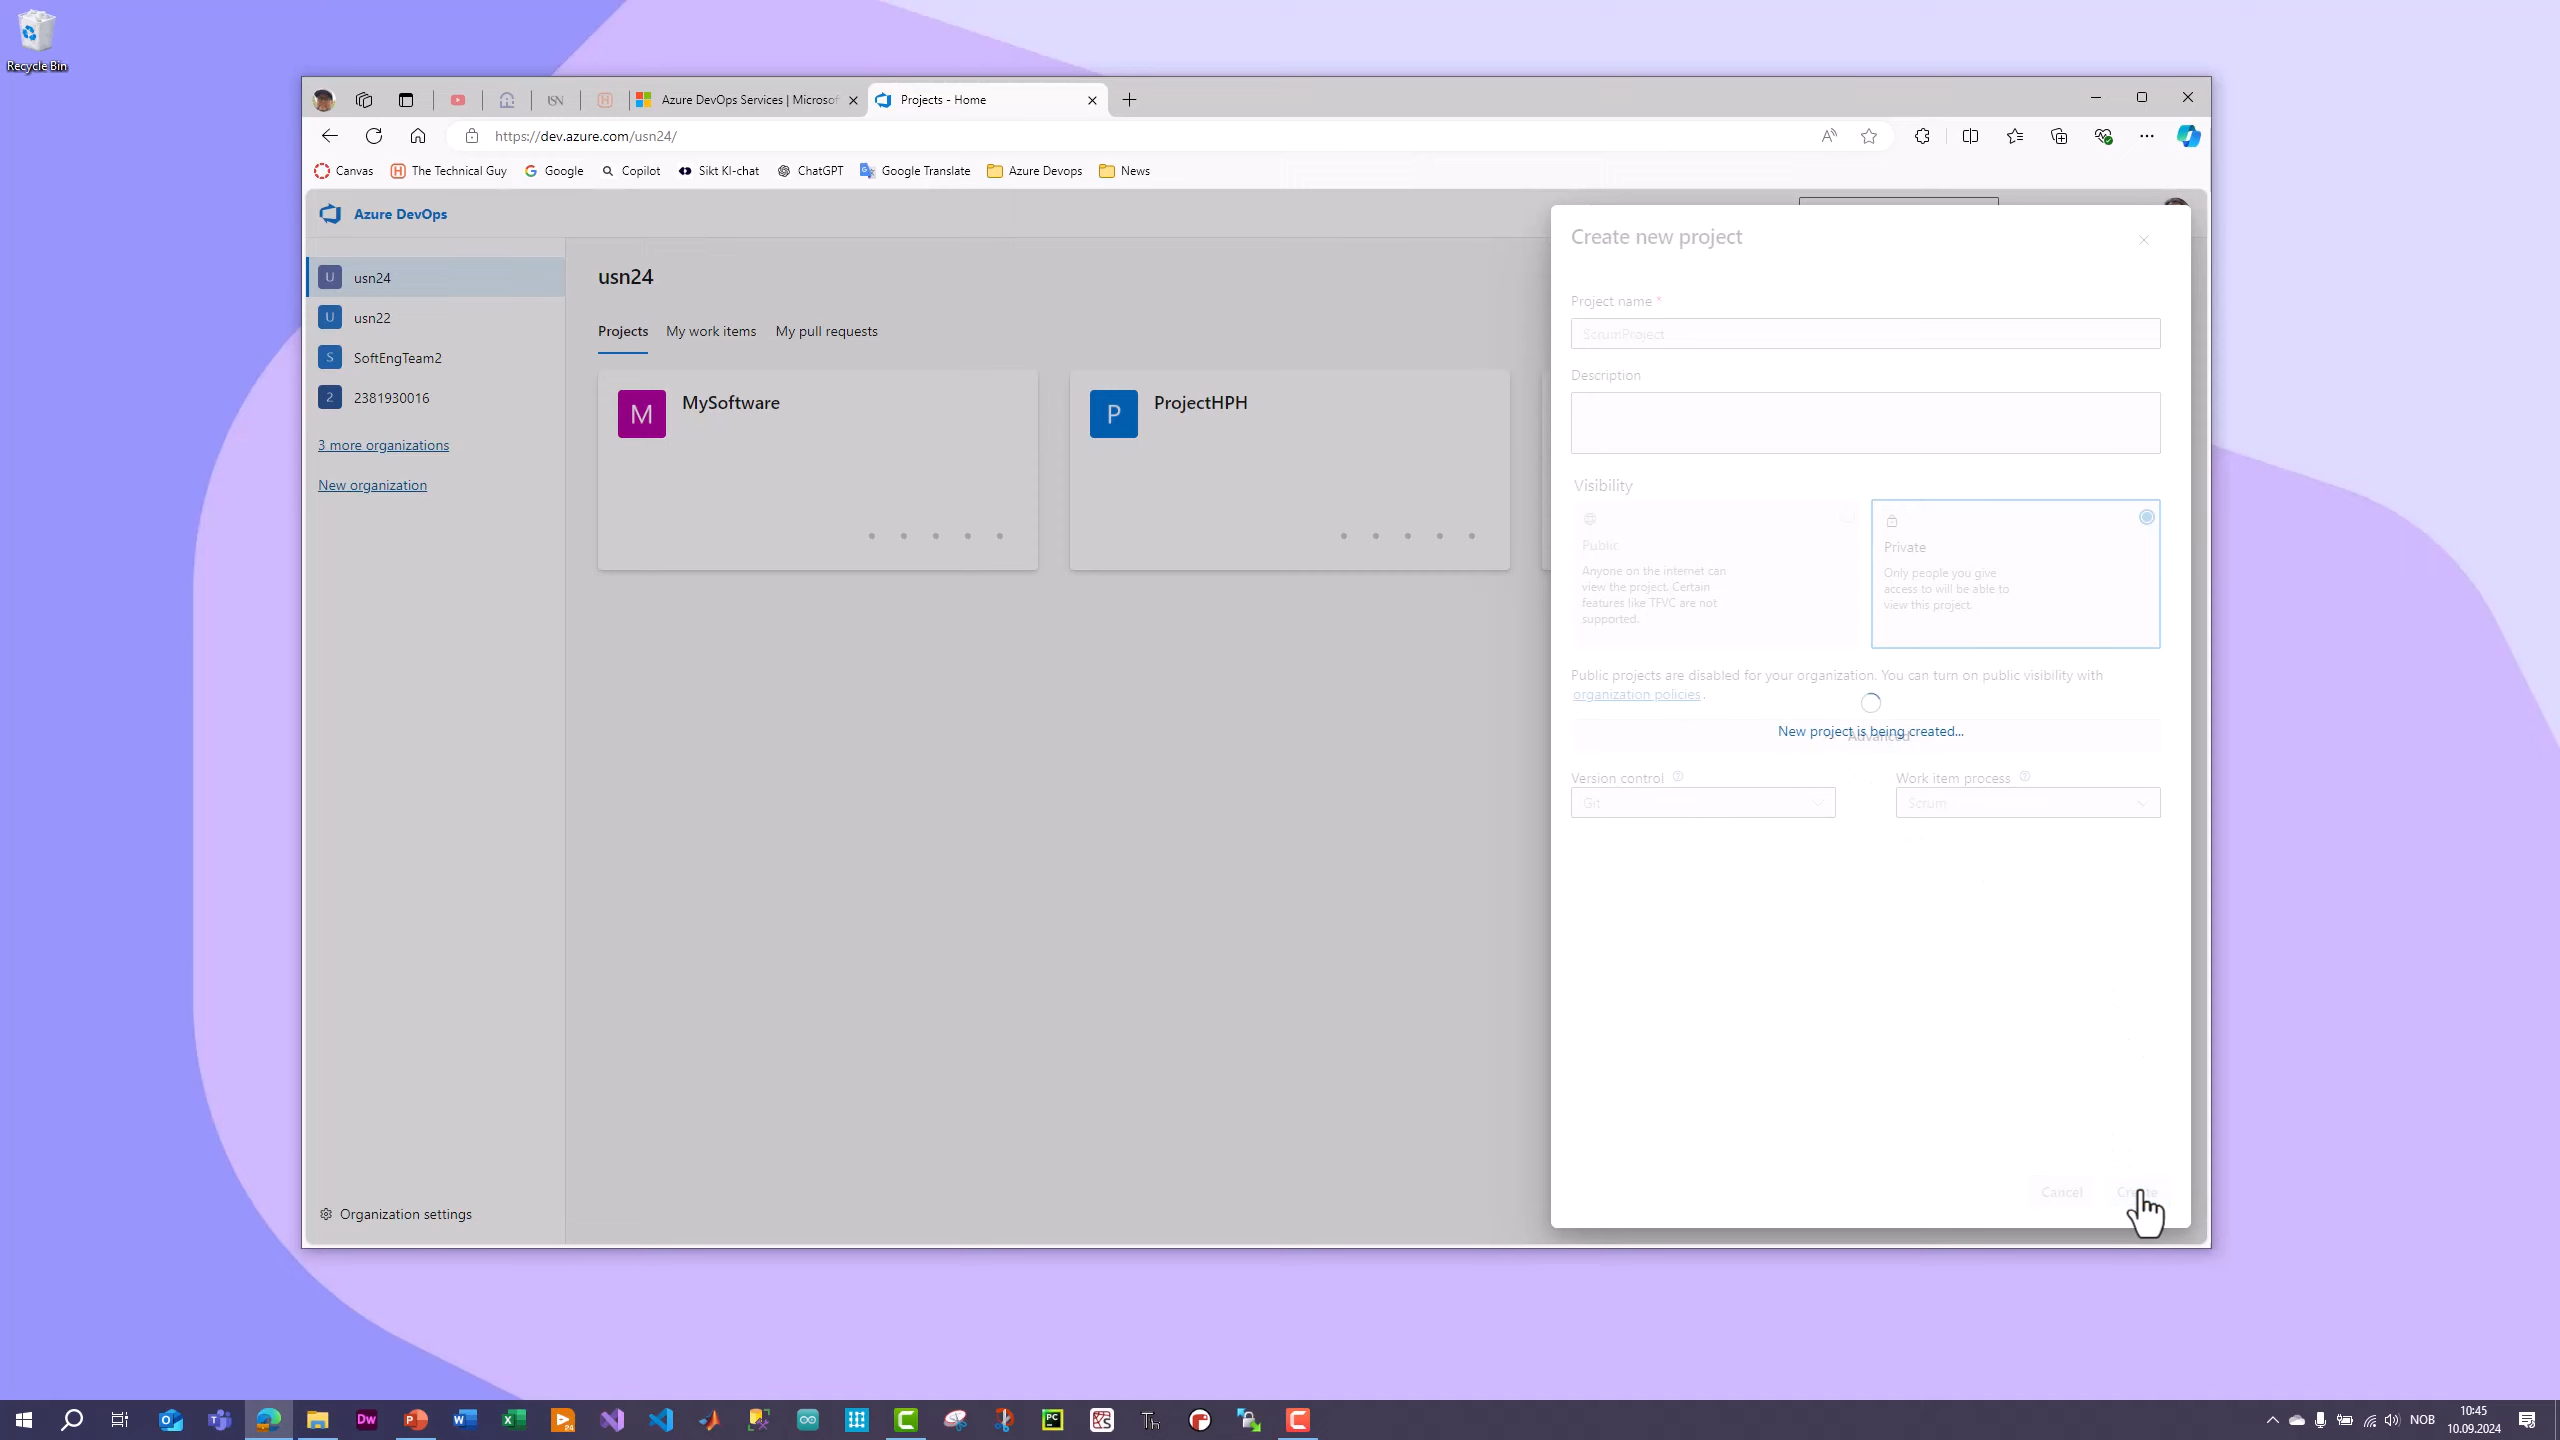 Recycle Bin
Azure DevOps Services | Microsof
Projects - Home
https://dev.azure.com/usn24/
Canvas
The Technical Guy
Google
Copilot
Sikt KI-chat
ChatGPT
Google Translate
Azure Devops
News
Azure DevOps
U usn24
U usn22
S SoftEngTeam2
2 2381930016
3 more organizations
New organization
Organization settings
usn24
Projects
My work items
My pull requests
M MySoftware
P ProjectHPH
Create new project
Project name *
ScrumProject
Description
Visibility
Public
Anyone on the internet can
view the project. Certain
features like TFVC are not
supported.
Private
Only people you give
access to will be able to
view this project.
Public projects are disabled for your organization. You can turn on public visibility with
organization policies.
New project is being created...
Advanced
Version control
Git
Work item process
Scrum
Cancel
NOB
10:45
10.09.2024